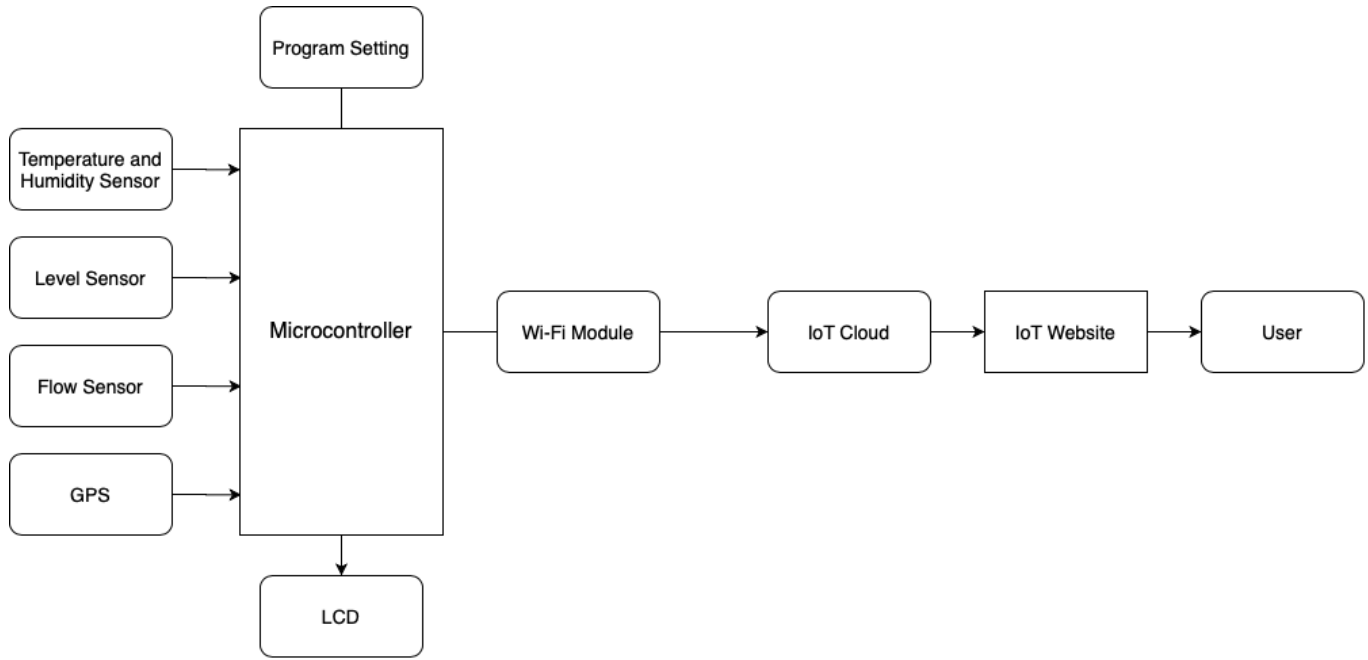 Program Setting
Temperature and
Humidity Sensor
Level Sensor
Flow Sensor
GPS
Microcontroller
Wi-Fi Module
IoT Cloud
IoT Website
User
LCD